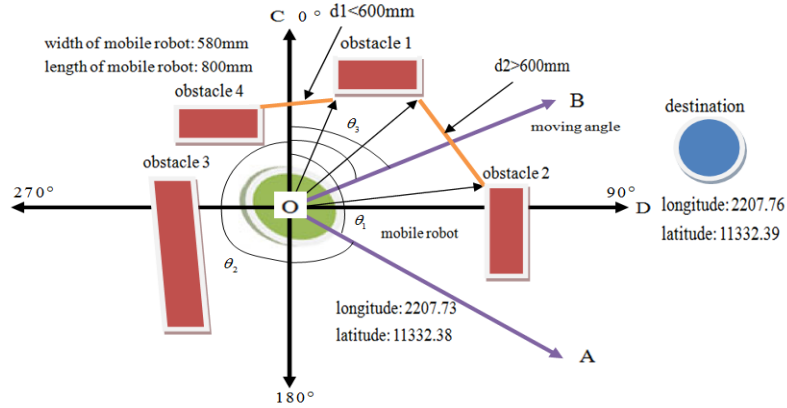 C 0°
d1<600mm
width of mobile robot: 580mm
length of mobile robot: 800mm
obstacle 1
d2>600mm
obstacle 4
B
destination
θ3
moving angle
obstacle 3
obstacle 2
270°
90°
O
D
longitude: 2207.76
θ1
mobile robot
latitude: 11332.39
θ2
longitude: 2207.73
latitude: 11332.38
A
180°